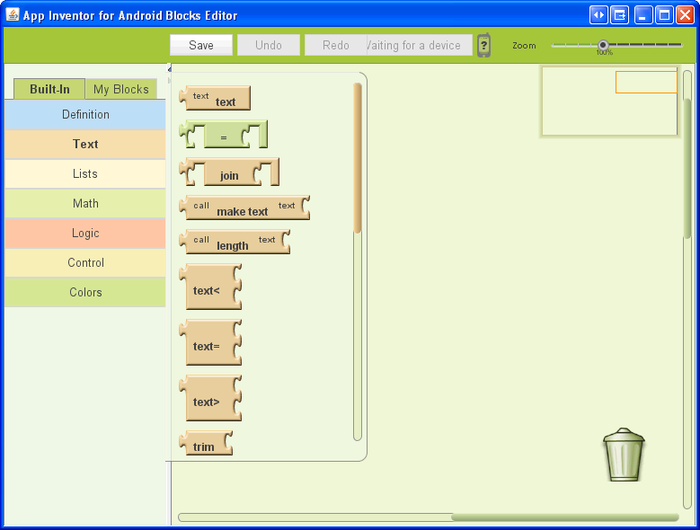 App Inventor for Android Blocks Editor
Save Undo Redo Waiting for a device ? Zoom
100%
Built-In My Blocks
Definition
Text
Lists
Math
Logic
Control
Colors
text text
=
join
call make text text
call length text
text<
text=
text>
trim